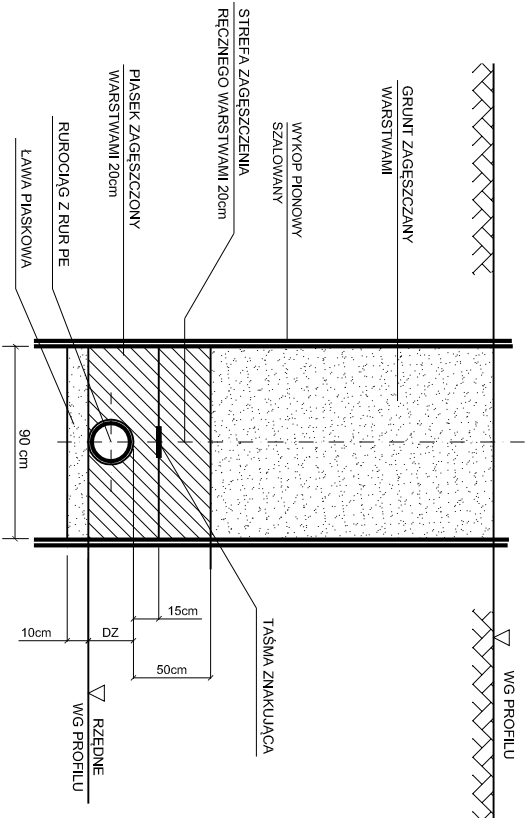 GRUNT ZAGĘSZCZANY
WARSTWAMI
WYKOP PIONOWY
SZALOWANY
STREFA ZAGĘSZCZENIA
RĘCZNEGO WARSTWAMI 20cm
PIASEK ZAGĘSZCZONY
WARSTWAMI 20cm
RUROCIĄG Z RUR PE
ŁAWA PIASKOWA
90 cm
WG PROFILU
TAŚMA ZNAKUJĄCA
15cm
50cm
DZ
10cm
RZĘDNE
WG PROFILU